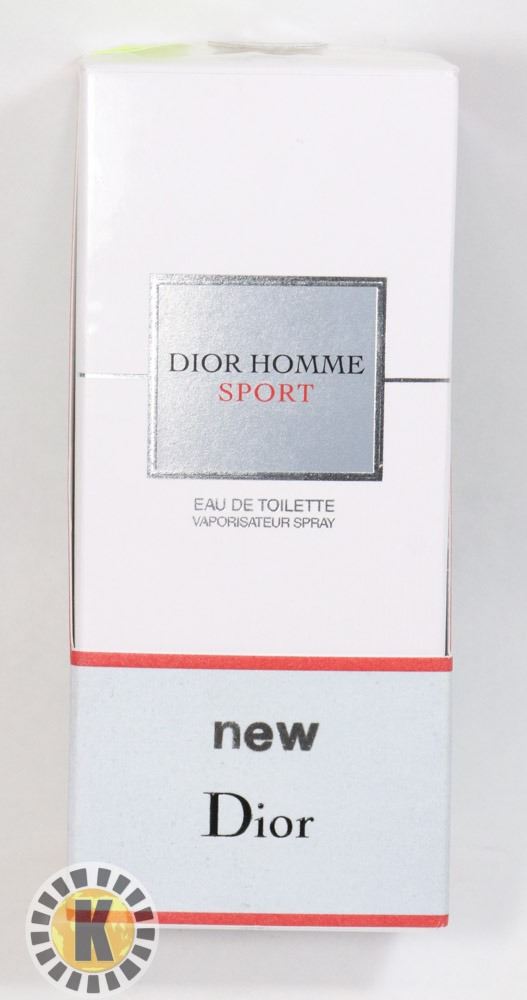 DIOR HOMME
SPORT
EAU DE TOILETTE
VAPORISATEUR SPRAY
new
Dior
K